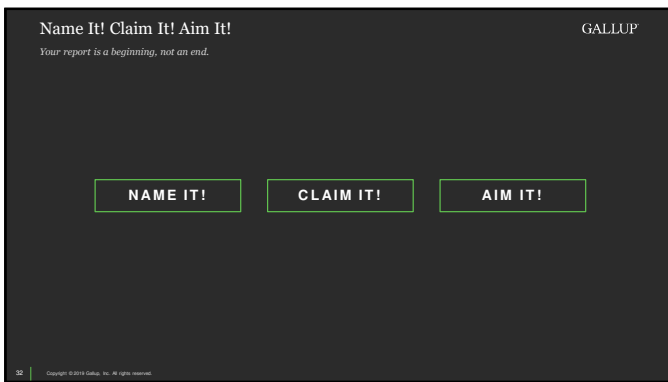 Name It! Claim It! Aim It!
GALLUP®
Your report is a beginning, not an end.
NAME IT!
CLAIM IT!
AIM IT!
32
Copyright © 2019 Gallup, Inc. All rights reserved.